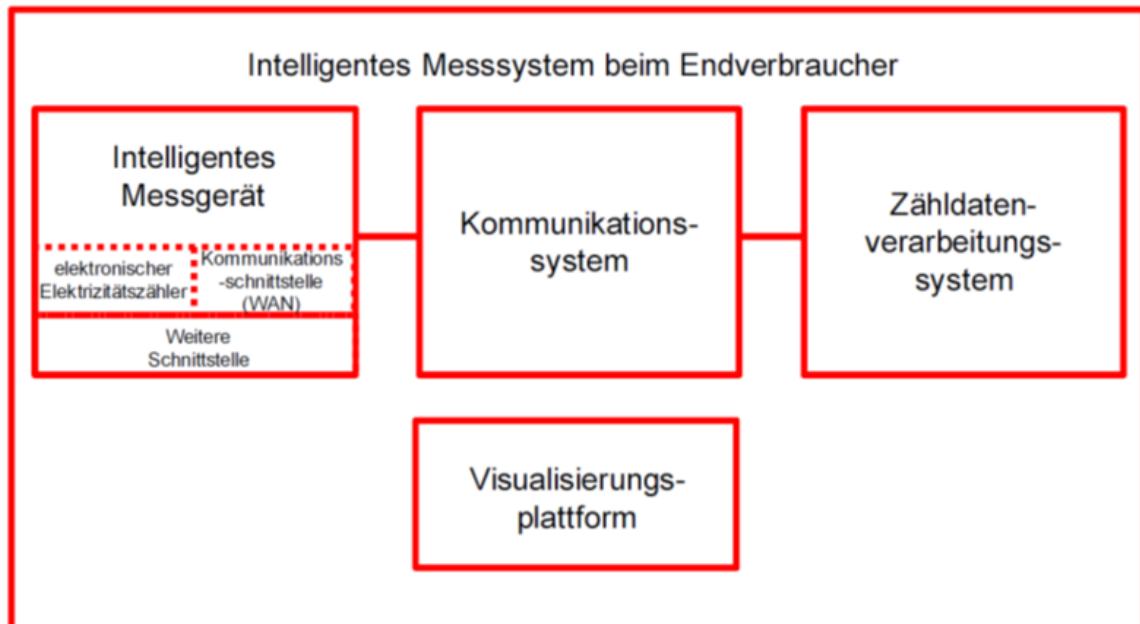 Intelligentes Messsystem beim Endverbraucher
Intelligentes
Messgerät
elektronischer
Elektrizitätszähler
Kommunikations
-schnittstelle
(WAN)
Weitere
Schnittstelle
Kommunikations-
system
Zähldaten-
verarbeitungs-
system
Visualisierungs-
plattform